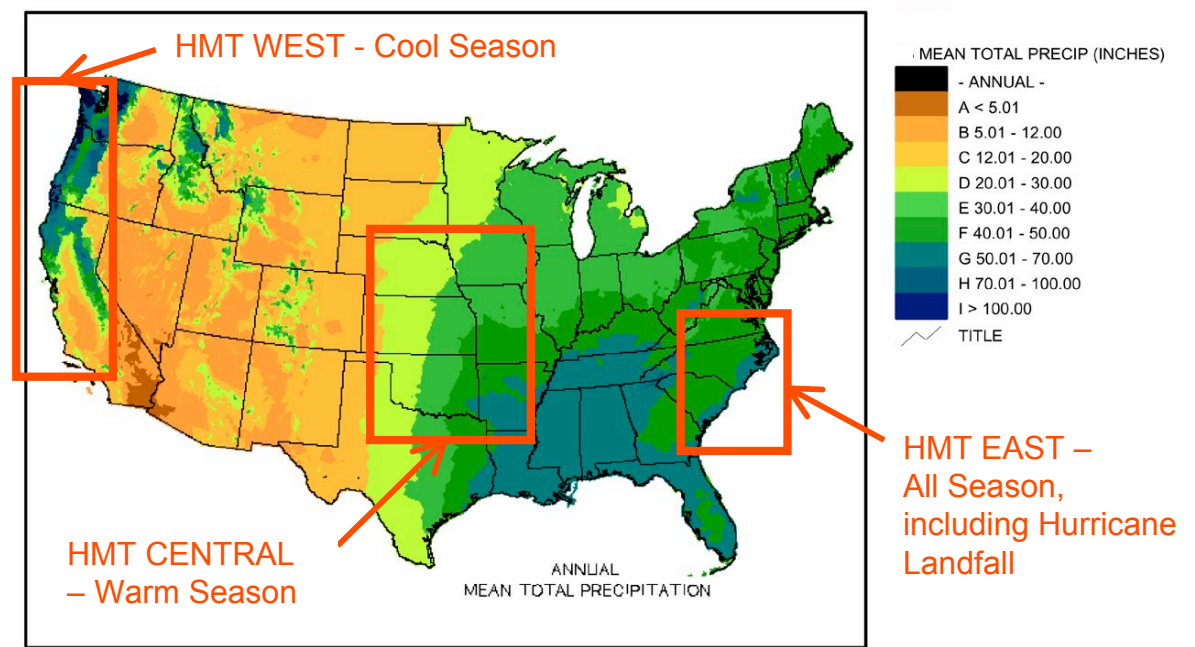 HMT WEST - Cool Season
MEAN TOTAL PRECIP (INCHES)
- ANNUAL -
A < 5.01
B 5.01 - 12.00
C 12.01 - 20.00
D 20.01 - 30.00
E 30.01 - 40.00
F 40.01 - 50.00
G 50.01 - 70.00
H 70.01 - 100.00
I > 100.00
TITLE
HMT EAST –
All Season,
including Hurricane
Landfall
HMT CENTRAL
– Warm Season
ANNUAL
MEAN TOTAL PRECIPITATION